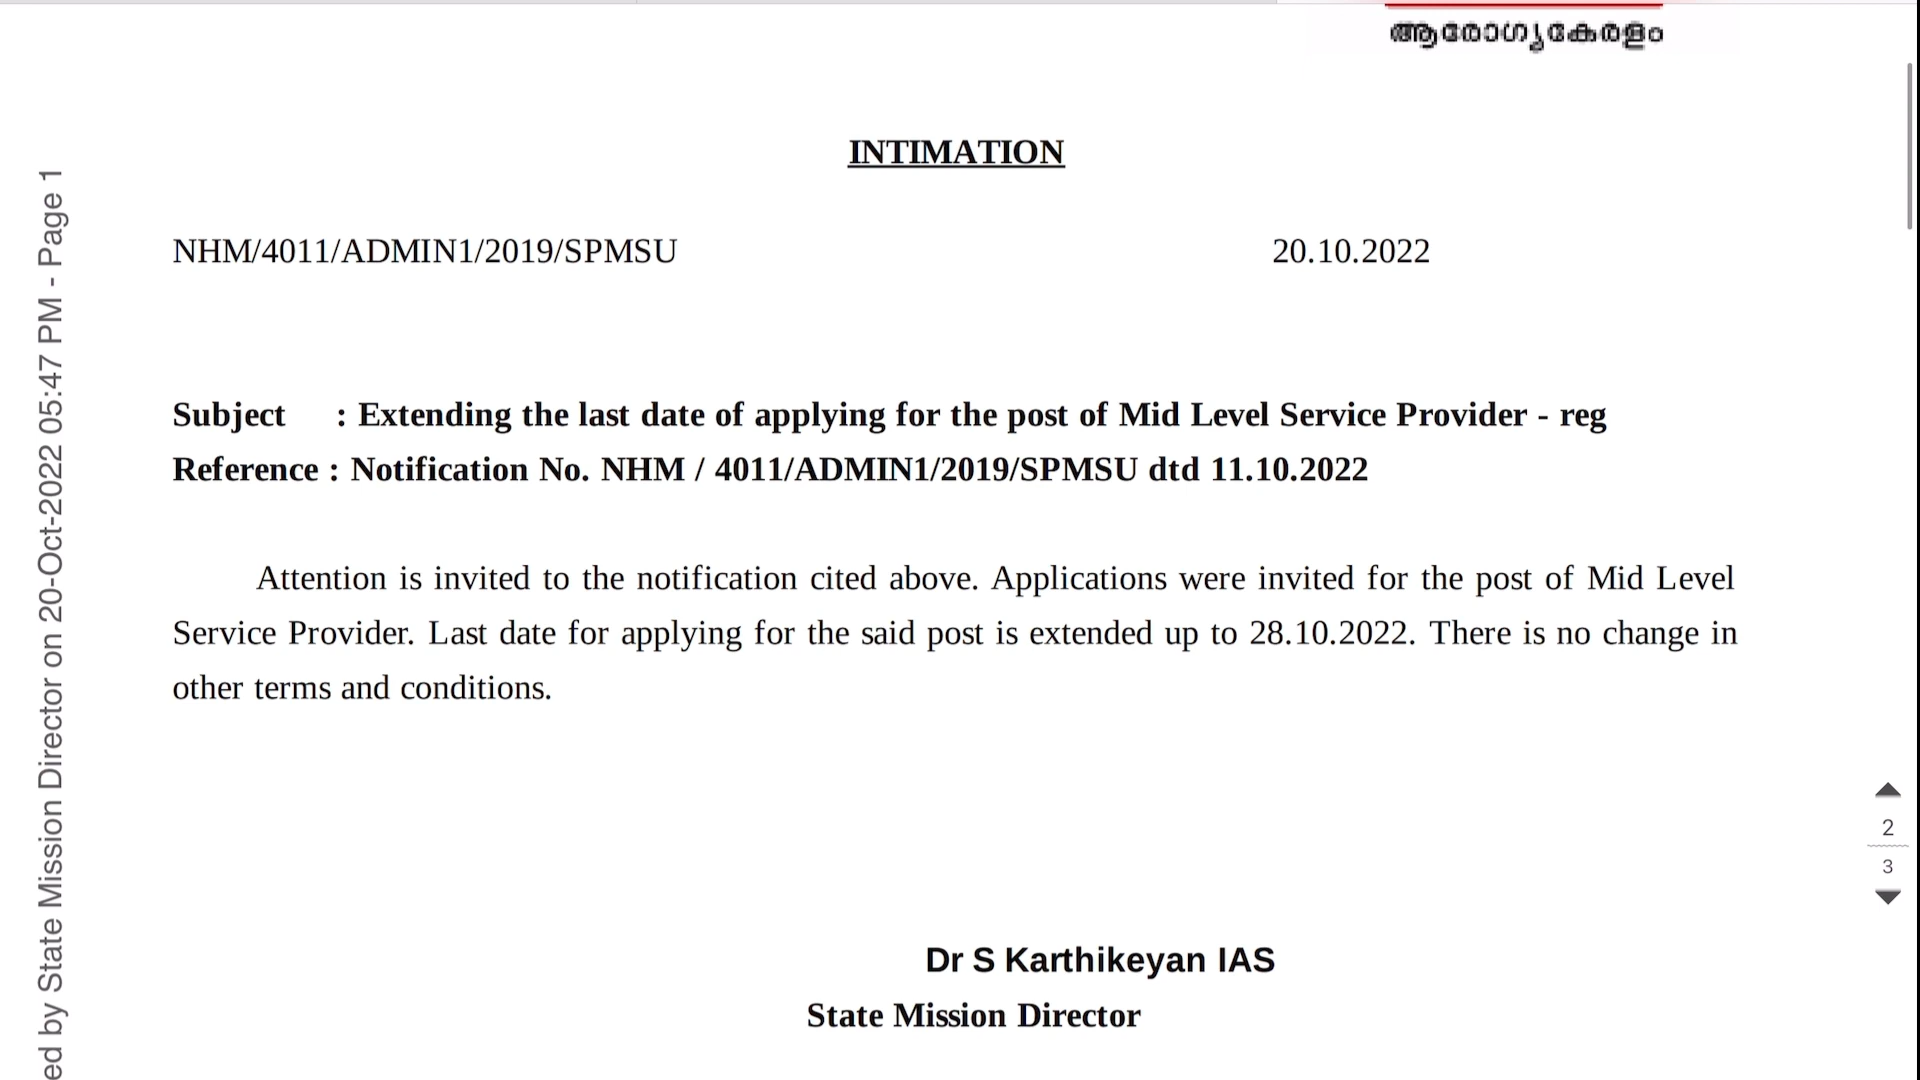 ആരോഗ്യകേരളം
INTIMATION
NHM/4011/ADMIN1/2019/SPMSU 20.10.2022
Subject : Extending the last date of applying for the post of Mid Level Service Provider - reg
Reference : Notification No. NHM / 4011/ADMIN1/2019/SPMSU dtd 11.10.2022
Attention is invited to the notification cited above. Applications were invited for the post of Mid Level
Service Provider. Last date for applying for the said post is extended up to 28.10.2022. There is no change in
other terms and conditions.
Dr S Karthikeyan IAS
State Mission Director
ed by State Mission Director on 20-Oct-2022 05:47 PM - Page 1
2
3